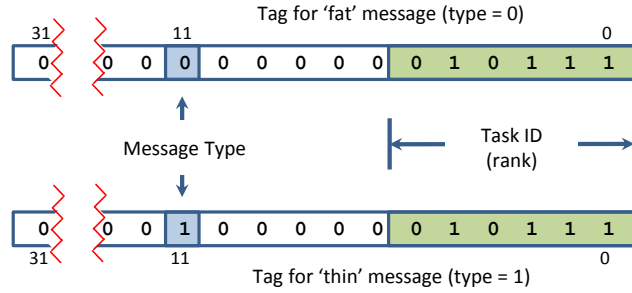 Tag for ‘fat’ message (type = 0)
31 11 0
0 0 0 0 0 0 0 0 0 0 1 0 1 1 1
Message Type
Task ID
(rank)
0 0 0 1 0 0 0 0 0 0 1 0 1 1 1
31 11 0
Tag for ‘thin’ message (type = 1)